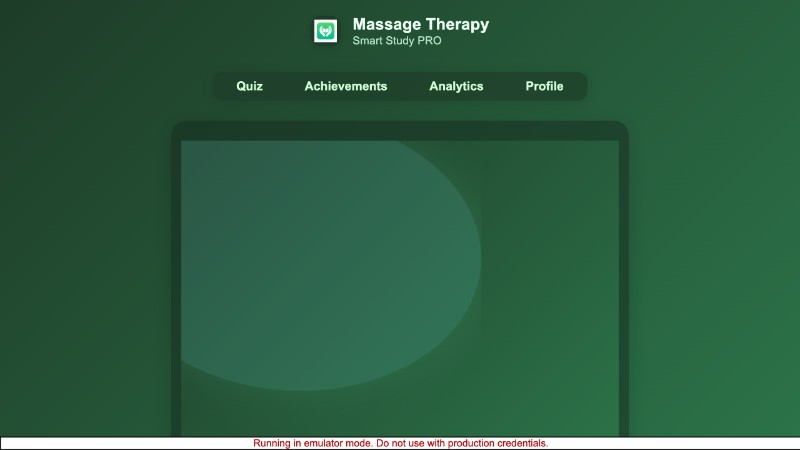 Massage Therapy
Smart Study PRO
Quiz
Achievements
Analytics
Profile
Running in emulator mode. Do not use with production credentials.